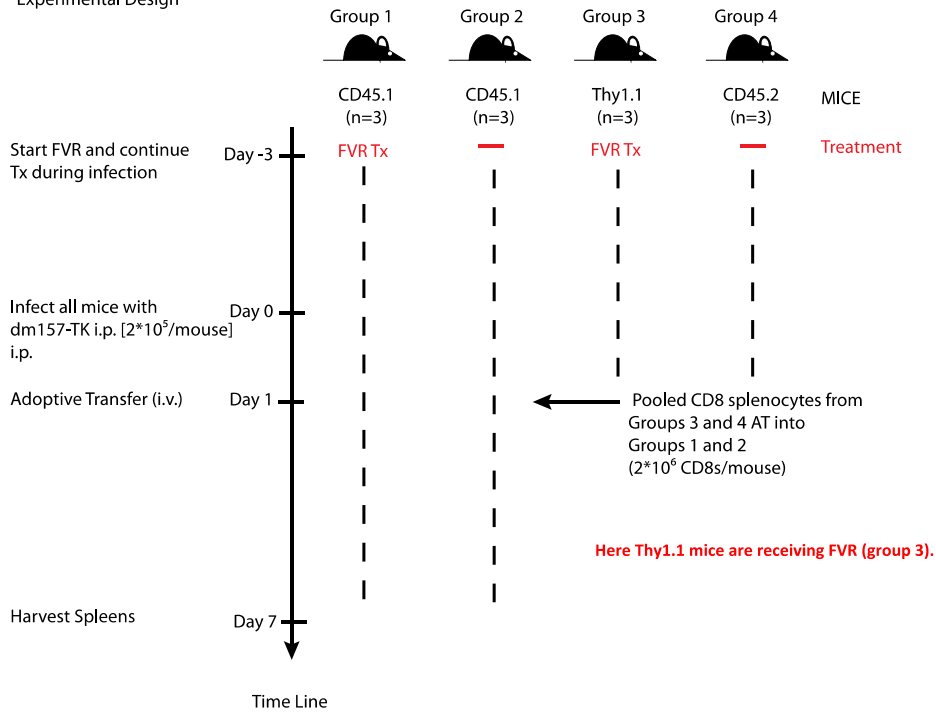 Experimental Design
Group 1 Group 2 Group 3 Group 4
CD45.1 CD45.1 Thy1.1 CD45.2 MICE
(n=3) (n=3) (n=3) (n=3)
Start FVR and continue Day -3 FVR Tx FVR Tx Treatment
Tx during infection
Infect all mice with Day 0
dm157-TK i.p. [2*10⁵/mouse]
i.p.
Adoptive Transfer (i.v.) Day 1 Pooled CD8 splenocytes from
Groups 3 and 4 AT into
Groups 1 and 2
(2*10⁶ CD8s/mouse)
Here Thy1.1 mice are receiving FVR (group 3).
Harvest Spleens Day 7
Time Line